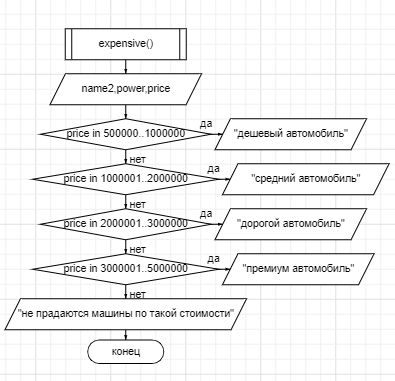 expensive()
name2,power,price
да
price in 500000..1000000
"дешевый автомобиль"
нет
да
price in 1000001..2000000
"средний автомобиль"
нет
да
price in 2000001..3000000
"дорогой автомобиль"
нет
да
price in 3000001..5000000
"премиум автомобиль"
нет
"не прадаются машины по такой стоимости"
конец